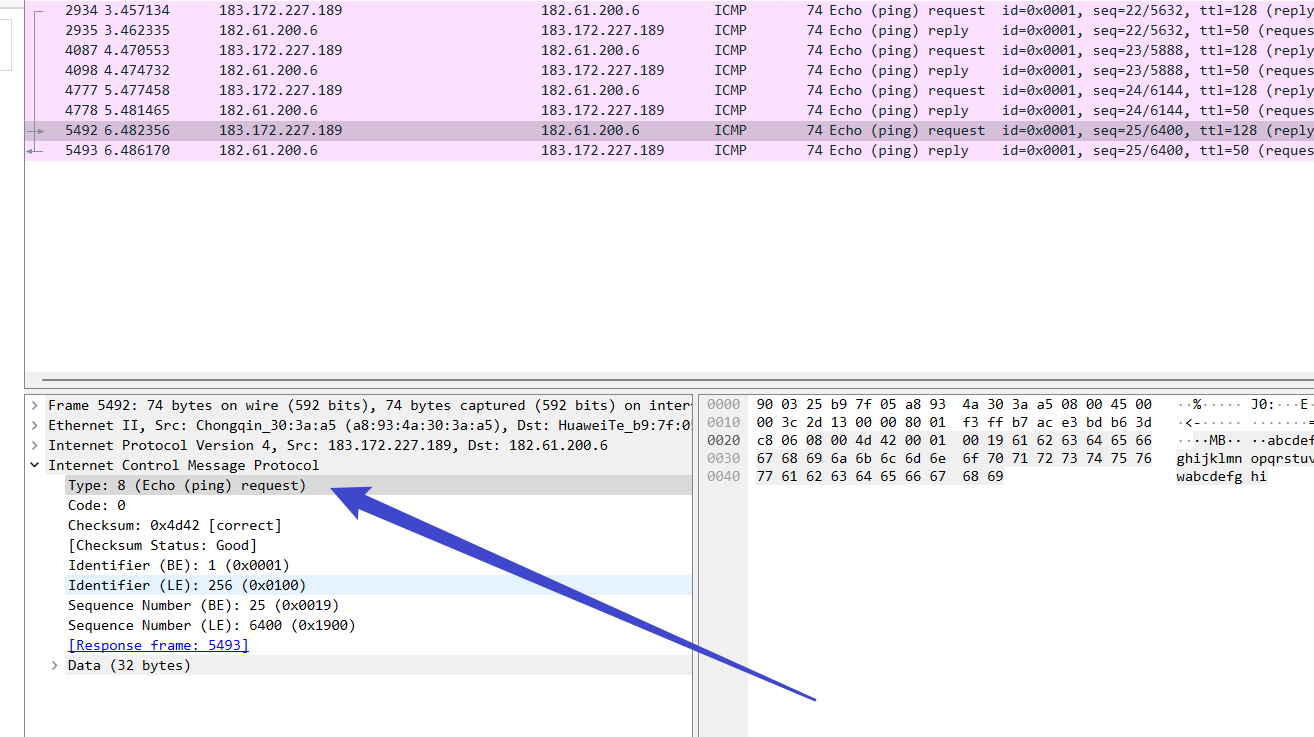 2934 3.457134 183.172.227.189 182.61.200.6 ICMP 74 Echo (ping) request id=0x0001, seq=22/5632, ttl=128 (reply
2935 3.462335 182.61.200.6 183.172.227.189 ICMP 74 Echo (ping) reply id=0x0001, seq=22/5632, ttl=50 (reques
4087 4.470553 183.172.227.189 182.61.200.6 ICMP 74 Echo (ping) request id=0x0001, seq=23/5888, ttl=128 (reply
4098 4.474732 182.61.200.6 183.172.227.189 ICMP 74 Echo (ping) reply id=0x0001, seq=23/5888, ttl=50 (reques
4777 5.477458 183.172.227.189 182.61.200.6 ICMP 74 Echo (ping) request id=0x0001, seq=24/6144, ttl=128 (reply
4778 5.481465 182.61.200.6 183.172.227.189 ICMP 74 Echo (ping) reply id=0x0001, seq=24/6144, ttl=50 (reques
5492 6.482356 183.172.227.189 182.61.200.6 ICMP 74 Echo (ping) request id=0x0001, seq=25/6400, ttl=128 (reply
5493 6.486170 182.61.200.6 183.172.227.189 ICMP 74 Echo (ping) reply id=0x0001, seq=25/6400, ttl=50 (reques
Frame 5492: 74 bytes on wire (592 bits), 74 bytes captured (592 bits) on inter
Ethernet II, Src: Chongqin_30:3a:a5 (a8:93:4a:30:3a:a5), Dst: HuaweiTe_b9:7f:05
Internet Protocol Version 4, Src: 183.172.227.189, Dst: 182.61.200.6
Internet Control Message Protocol
Type: 8 (Echo (ping) request)
Code: 0
Checksum: 0x4d42 [correct]
[Checksum Status: Good]
Identifier (BE): 1 (0x0001)
Identifier (LE): 256 (0x0100)
Sequence Number (BE): 25 (0x0019)
Sequence Number (LE): 6400 (0x1900)
[Response frame: 5493]
Data (32 bytes)
0000 90 03 25 b9 7f 05 a8 93 4a 30 3a a5 08 00 45 00 ··%····· J0:···E·
0010 00 3c 2d 13 00 00 80 01 f3 ff b7 ac e3 bd b6 3d ·<-····· ·······=
0020 c8 06 08 00 4d 42 00 01 00 19 61 62 63 64 65 66 ····MB·· ··abcdef
0030 67 68 69 6a 6b 6c 6d 6e 6f 70 71 72 73 74 75 76 ghijklmn opqrstuv
0040 77 61 62 63 64 65 66 67 68 69 wabcdefg hi